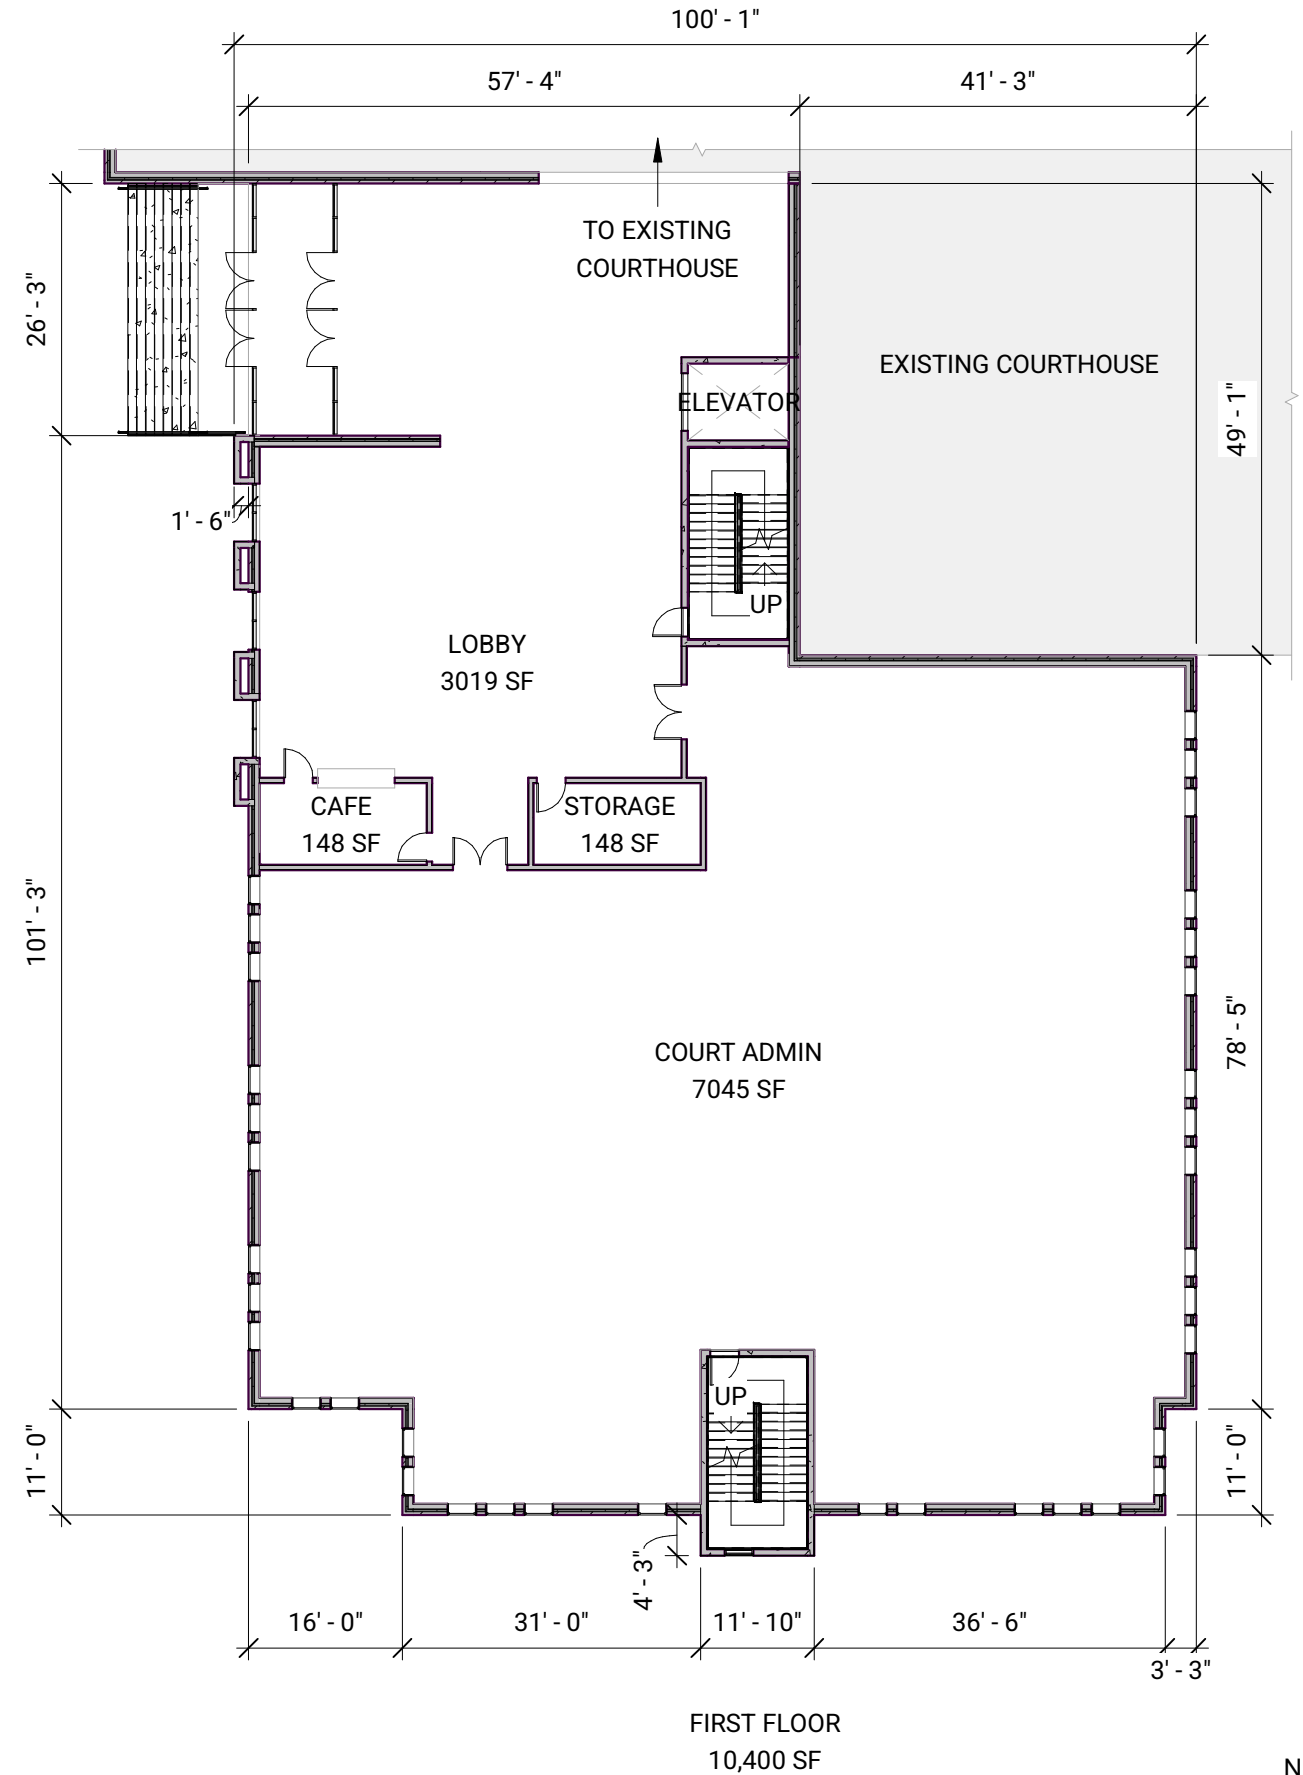 100' - 1"
57' - 4"
41' - 3"
TO EXISTING
COURTHOUSE
26' - 3"
EXISTING COURTHOUSE
ELEVATOR
49' - 1"
1' - 6"
UP
LOBBY
3019 SF
CAFE
148 SF
STORAGE
148 SF
101' - 3"
COURT ADMIN
7045 SF
78' - 5"
UP
11' - 0"
11' - 0"
4' - 3"
16' - 0"
31' - 0"
11' - 10"
36' - 6"
3' - 3"
FIRST FLOOR
10,400 SF
N